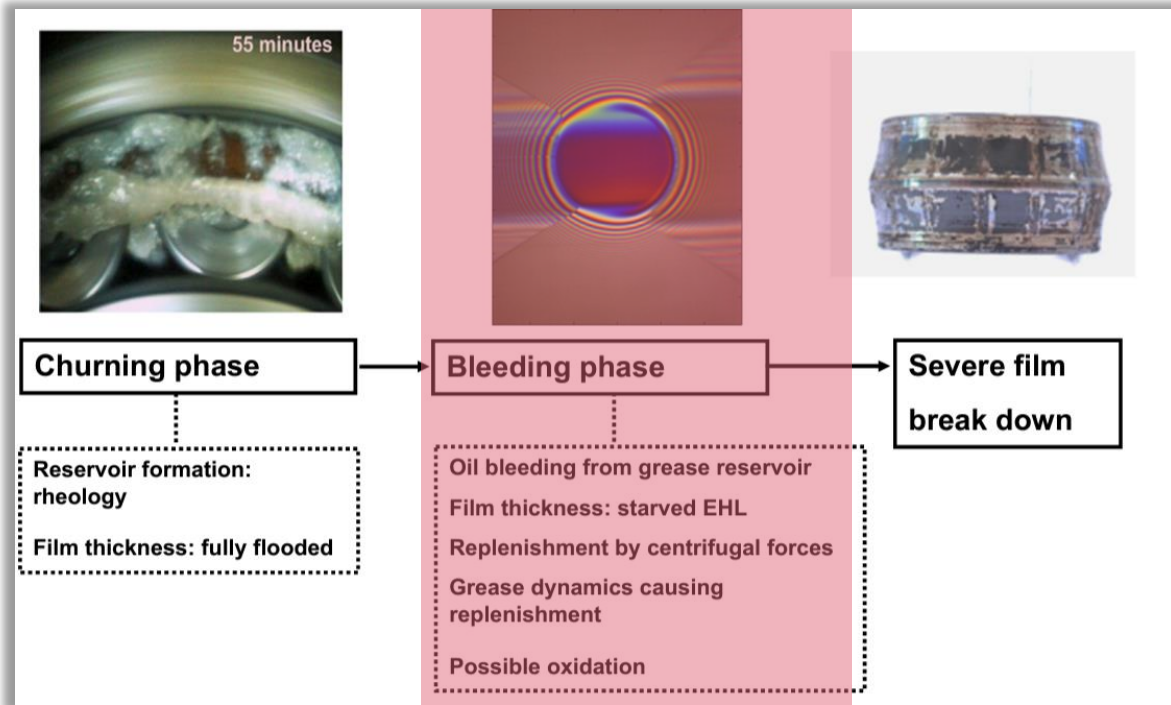 55 minutes
Churning phase
Bleeding phase
Severe film
break down
Reservoir formation:
rheology
Film thickness: fully flooded
Oil bleeding from grease reservoir
Film thickness: starved EHL
Replenishment by centrifugal forces
Grease dynamics causing
replenishment
Possible oxidation